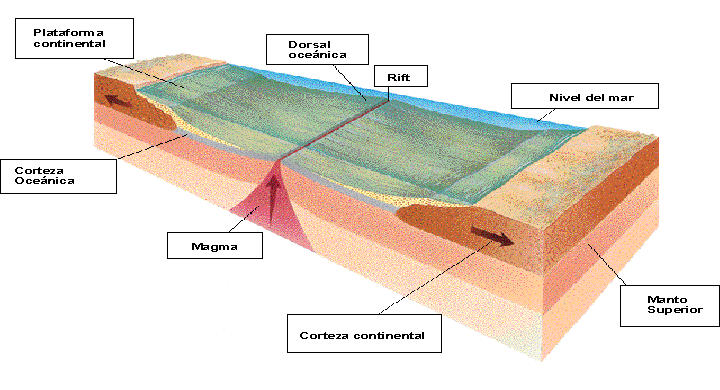 Plataforma
continental
Dorsal
oceánica
Rift
Nivel del mar
Corteza
Oceánica
Magma
Manto
Superior
Corteza continental